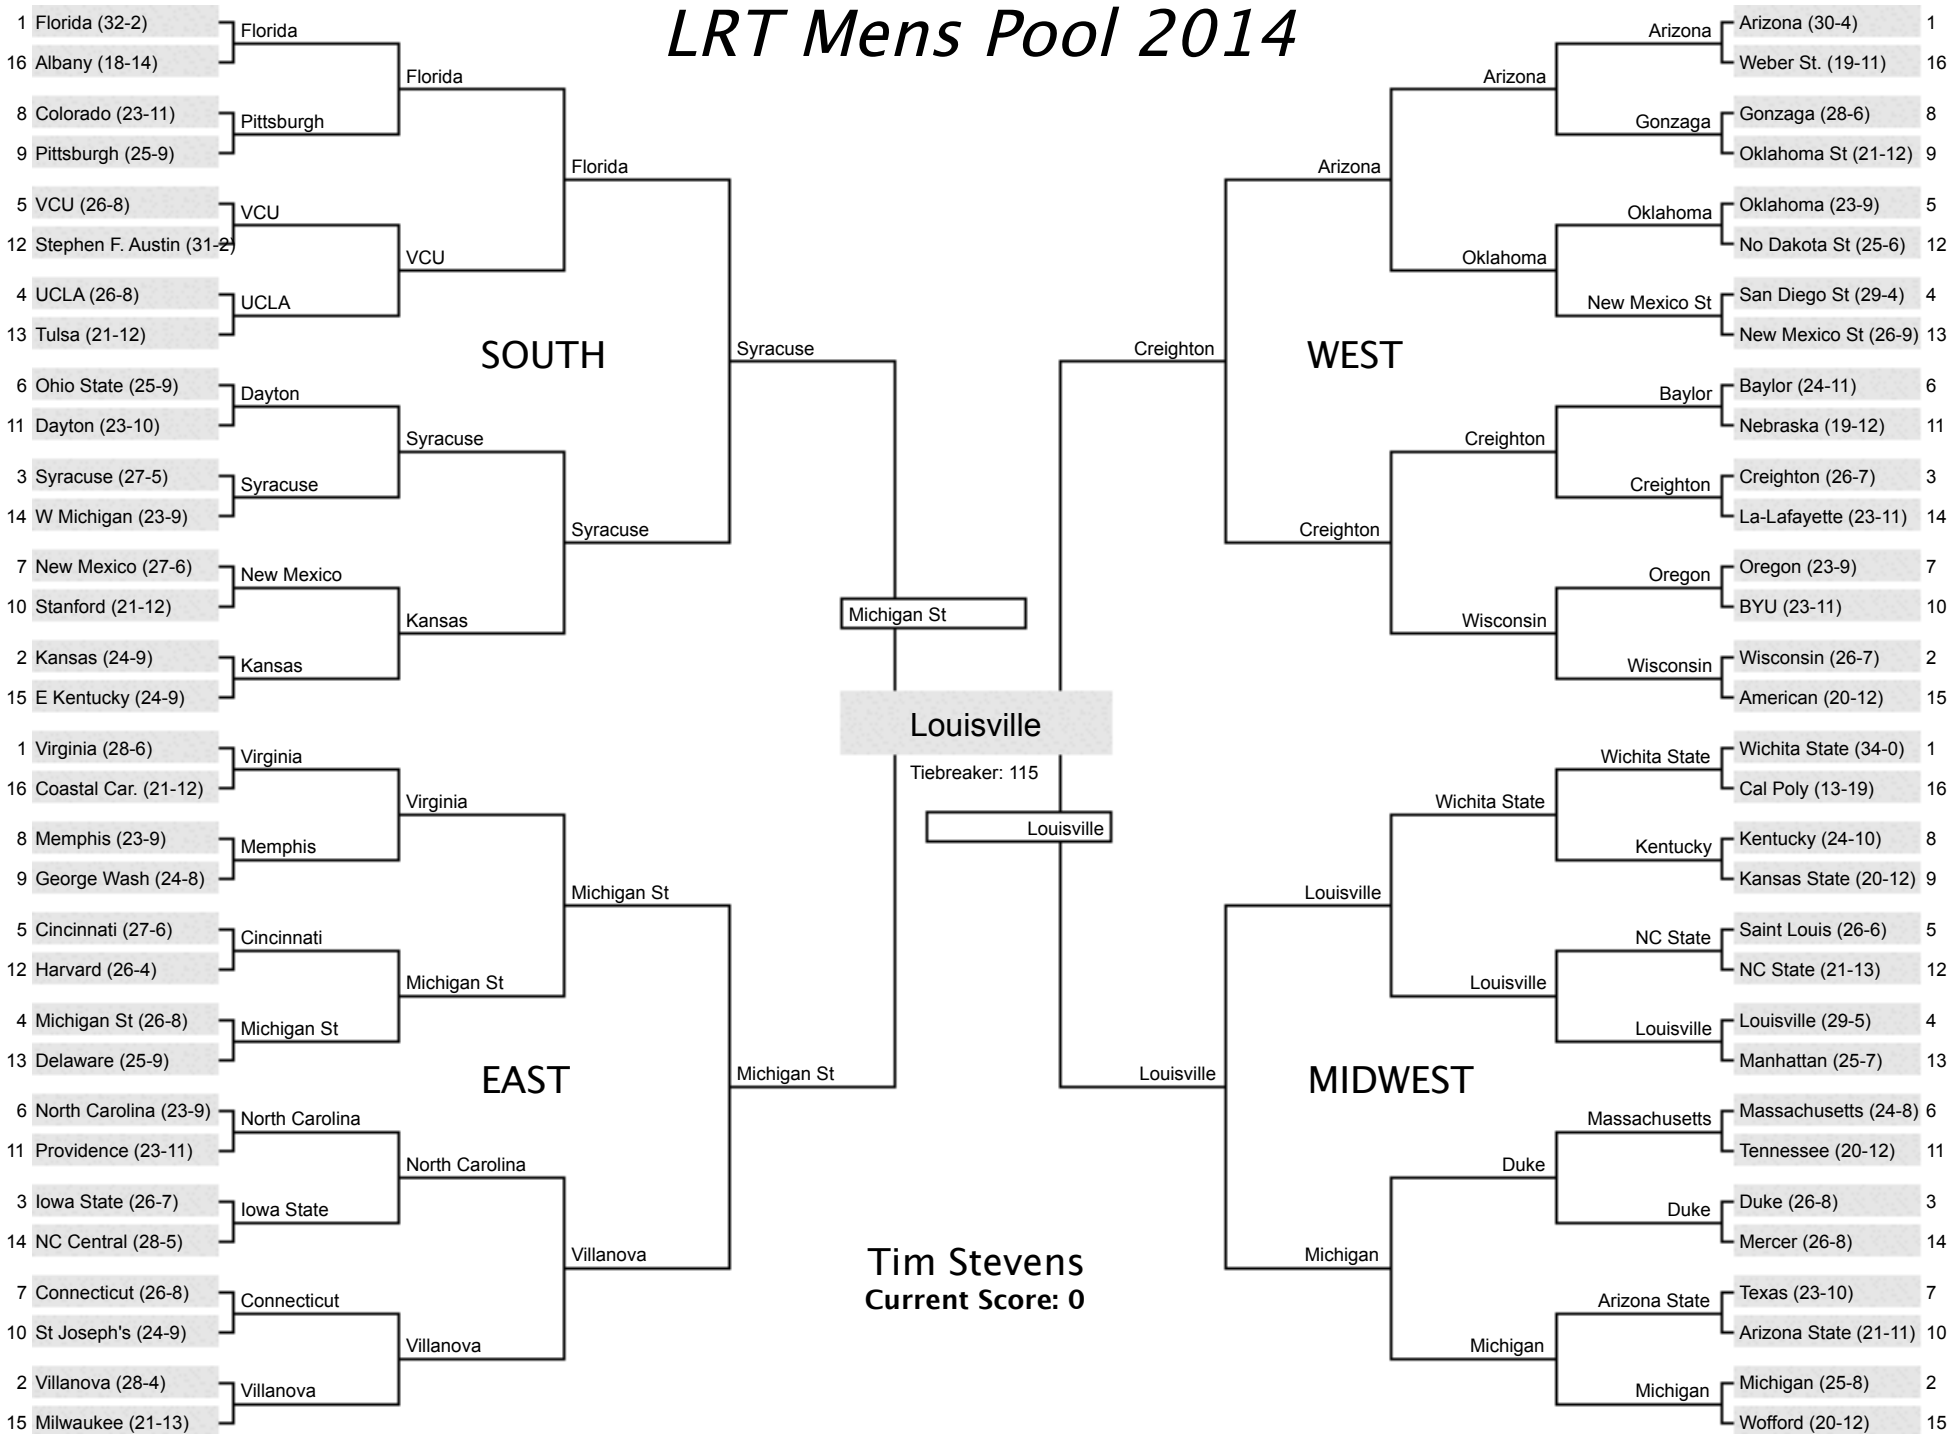 LRT Mens Pool 2014
1 Florida (32-2)
Florida
16 Albany (18-14)
Florida
8 Colorado (23-11)
Pittsburgh
9 Pittsburgh (25-9)
Florida
5 VCU (26-8)
VCU
12 Stephen F. Austin (31-2)
VCU
4 UCLA (26-8)
UCLA
13 Tulsa (21-12)
SOUTH
Syracuse
6 Ohio State (25-9)
Dayton
11 Dayton (23-10)
Syracuse
3 Syracuse (27-5)
Syracuse
14 W Michigan (23-9)
Syracuse
7 New Mexico (27-6)
New Mexico
10 Stanford (21-12)
Kansas
2 Kansas (24-9)
Kansas
15 E Kentucky (24-9)
1 Virginia (28-6)
Virginia
16 Coastal Car. (21-12)
Virginia
8 Memphis (23-9)
Memphis
9 George Wash (24-8)
Michigan St
5 Cincinnati (27-6)
Cincinnati
12 Harvard (26-4)
Michigan St
4 Michigan St (26-8)
Michigan St
13 Delaware (25-9)
EAST
Michigan St
6 North Carolina (23-9)
North Carolina
11 Providence (23-11)
North Carolina
3 Iowa State (26-7)
Iowa State
14 NC Central (28-5)
Villanova
7 Connecticut (26-8)
Connecticut
10 St Joseph's (24-9)
Villanova
2 Villanova (28-4)
Villanova
15 Milwaukee (21-13)
Michigan St
Louisville
Tiebreaker: 115
Louisville
Tim Stevens
Current Score: 0
Arizona (30-4) 1
Arizona
Weber St. (19-11) 16
Arizona
Gonzaga (28-6) 8
Gonzaga
Oklahoma St (21-12) 9
Arizona
Oklahoma (23-9) 5
Oklahoma
No Dakota St (25-6) 12
Oklahoma
San Diego St (29-4) 4
New Mexico St
New Mexico St (26-9) 13
WEST
Creighton
Baylor (24-11) 6
Baylor
Nebraska (19-12) 11
Creighton
Creighton (26-7) 3
Creighton
La-Lafayette (23-11) 14
Creighton
Oregon (23-9) 7
Oregon
BYU (23-11) 10
Wisconsin
Wisconsin (26-7) 2
Wisconsin
American (20-12) 15
Wichita State (34-0) 1
Wichita State
Cal Poly (13-19) 16
Wichita State
Kentucky (24-10) 8
Kentucky
Kansas State (20-12) 9
Louisville
Saint Louis (26-6) 5
NC State
NC State (21-13) 12
Louisville
Louisville (29-5) 4
Louisville
Manhattan (25-7) 13
MIDWEST
Louisville
Massachusetts (24-8) 6
Massachusetts
Tennessee (20-12) 11
Duke
Duke (26-8) 3
Duke
Mercer (26-8) 14
Michigan
Texas (23-10) 7
Arizona State
Arizona State (21-11) 10
Michigan
Michigan (25-8) 2
Michigan
Wofford (20-12) 15